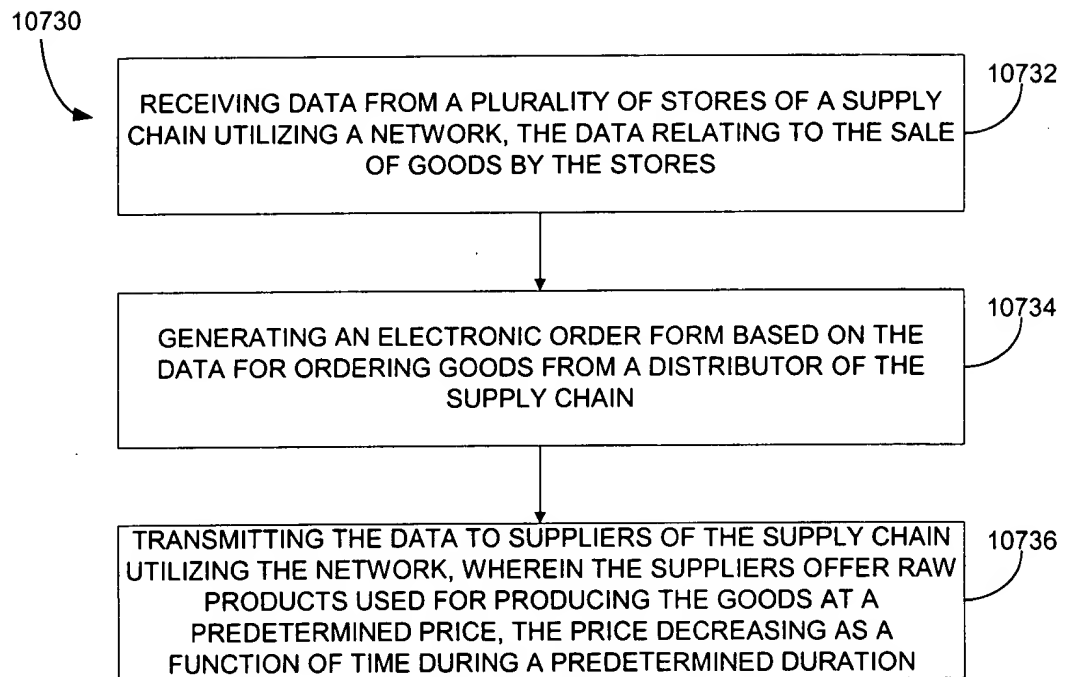 10730
10732
RECEIVING DATA FROM A PLURALITY OF STORES OF A SUPPLY
CHAIN UTILIZING A NETWORK, THE DATA RELATING TO THE SALE
OF GOODS BY THE STORES
10734
GENERATING AN ELECTRONIC ORDER FORM BASED ON THE
DATA FOR ORDERING GOODS FROM A DISTRIBUTOR OF THE
SUPPLY CHAIN
10736
TRANSMITTING THE DATA TO SUPPLIERS OF THE SUPPLY CHAIN
UTILIZING THE NETWORK, WHEREIN THE SUPPLIERS OFFER RAW
PRODUCTS USED FOR PRODUCING THE GOODS AT A
PREDETERMINED PRICE, THE PRICE DECREASING AS A
FUNCTION OF TIME DURING A PREDETERMINED DURATION